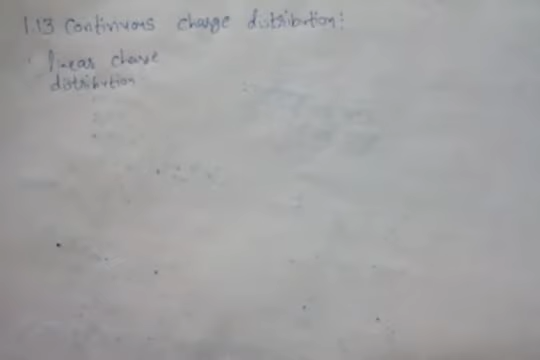 1.13 Continuous charge distribution:
linear charge
distribution